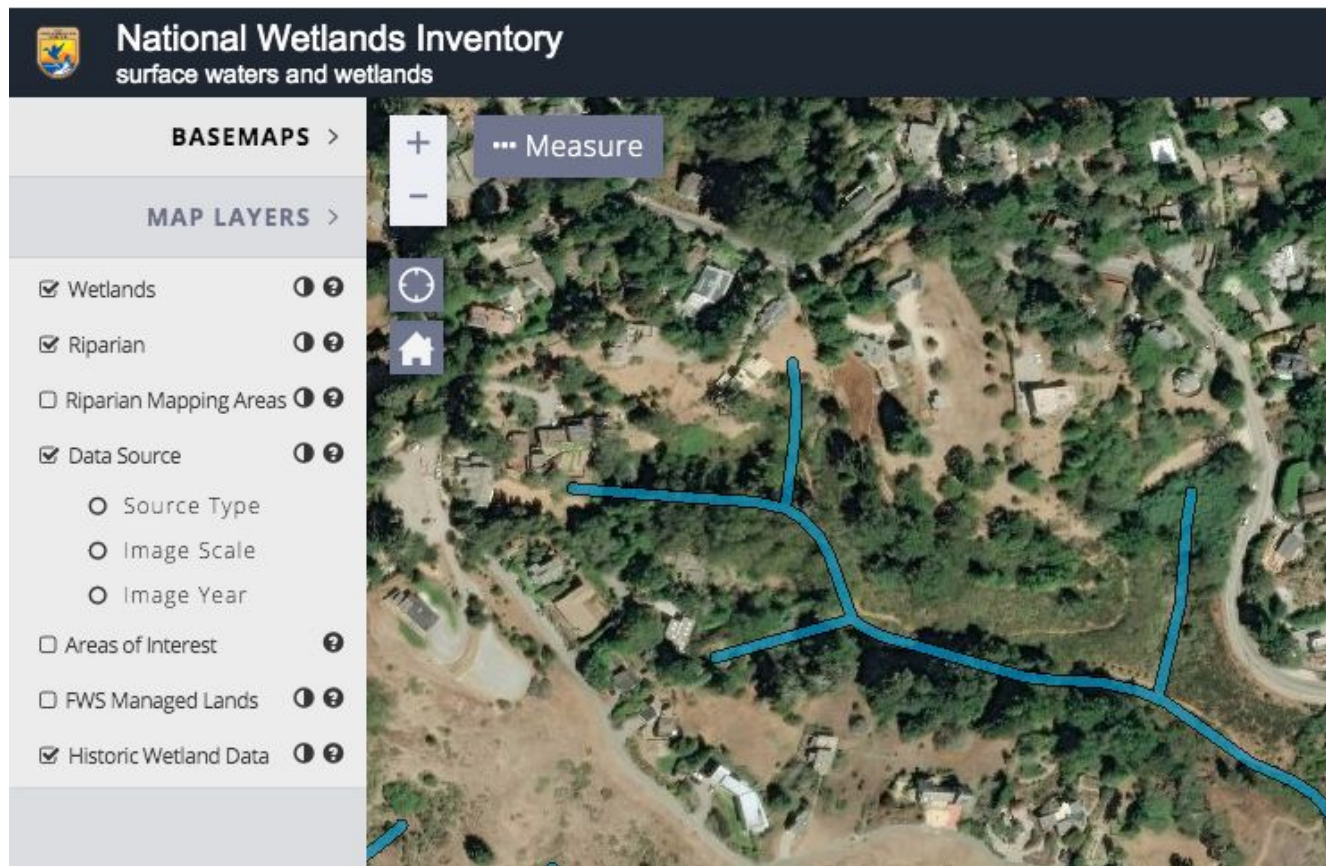 National Wetlands Inventory
surface waters and wetlands
BASEMAPS >
MAP LAYERS >
Wetlands
Riparian
Riparian Mapping Areas
Data Source
Source Type
Image Scale
Image Year
Areas of Interest
FWS Managed Lands
Historic Wetland Data
+
−
Measure